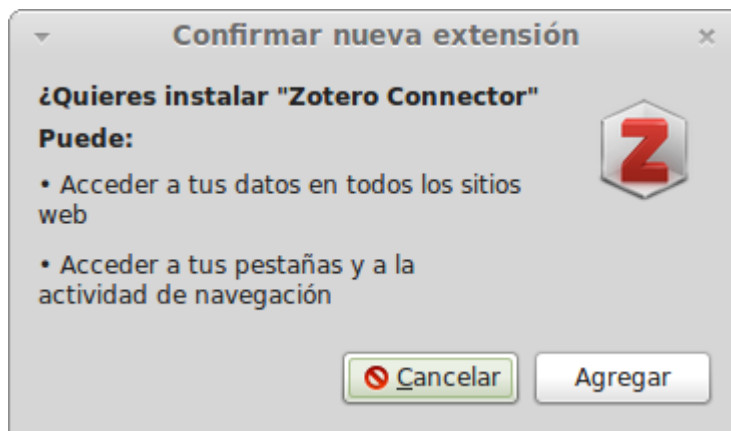 Confirmar nueva extensión
¿Quieres instalar "Zotero Connector"
Puede:
• Acceder a tus datos en todos los sitios
web
• Acceder a tus pestañas y a la
actividad de navegación
Z
Cancelar
Agregar